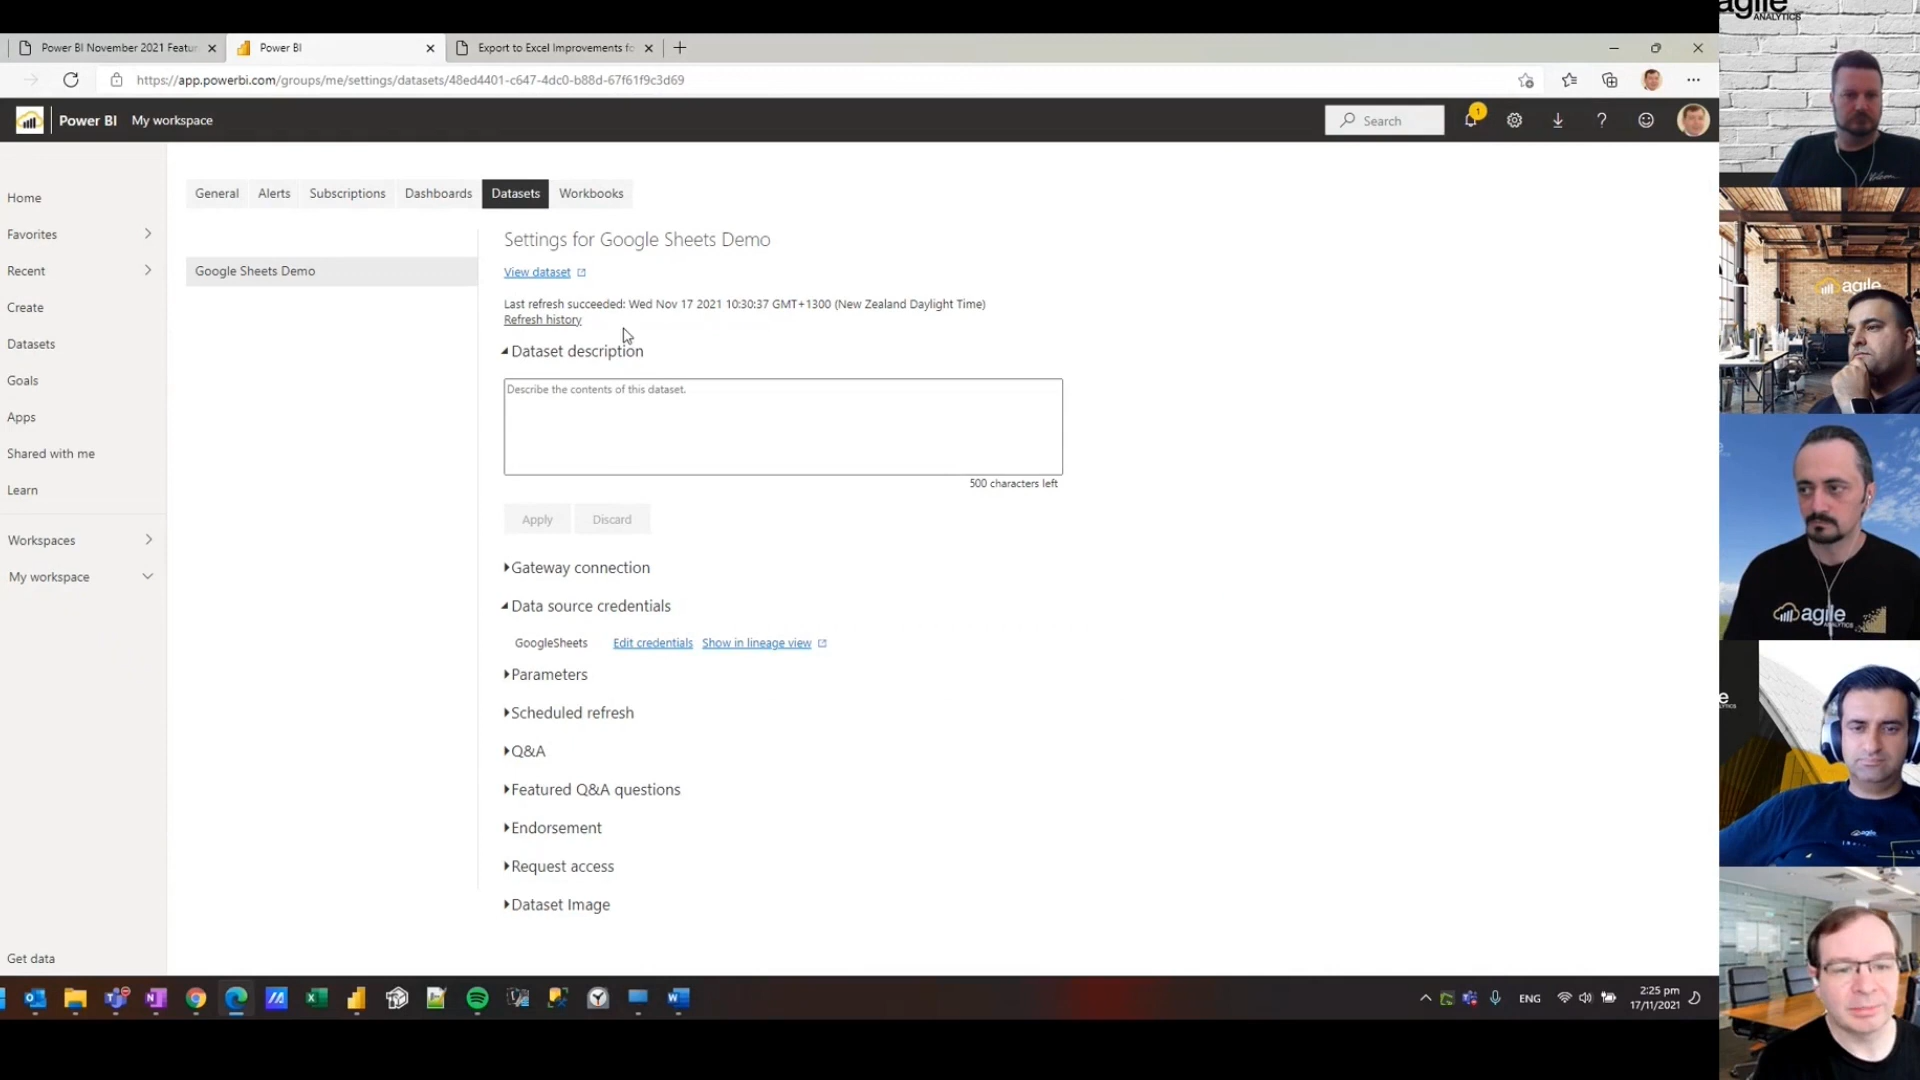 Power BI November 2021 Featur
Power BI
Export to Excel Improvements fo
https://app.powerbi.com/groups/me/settings/datasets/48ed4401-c647-4dc0-b88d-67f61f9c3d69
Power BI
My workspace
Search
1
Home
Favorites
Recent
Create
Datasets
Goals
Apps
Shared with me
Learn
Workspaces
My workspace
Get data
General
Alerts
Subscriptions
Dashboards
Datasets
Workbooks
Google Sheets Demo
Settings for Google Sheets Demo
View dataset
Last refresh succeeded: Wed Nov 17 2021 10:30:37 GMT+1300 (New Zealand Daylight Time)
Refresh history
Dataset description
Describe the contents of this dataset.
500 characters left
Apply
Discard
Gateway connection
Data source credentials
GoogleSheets
Edit credentials
Show in lineage view
Parameters
Scheduled refresh
Q&A
Featured Q&A questions
Endorsement
Request access
Dataset Image
ENG
2:25 pm
17/11/2021
agile
ANALYTICS
agile
agile
ANALYTICS
agile